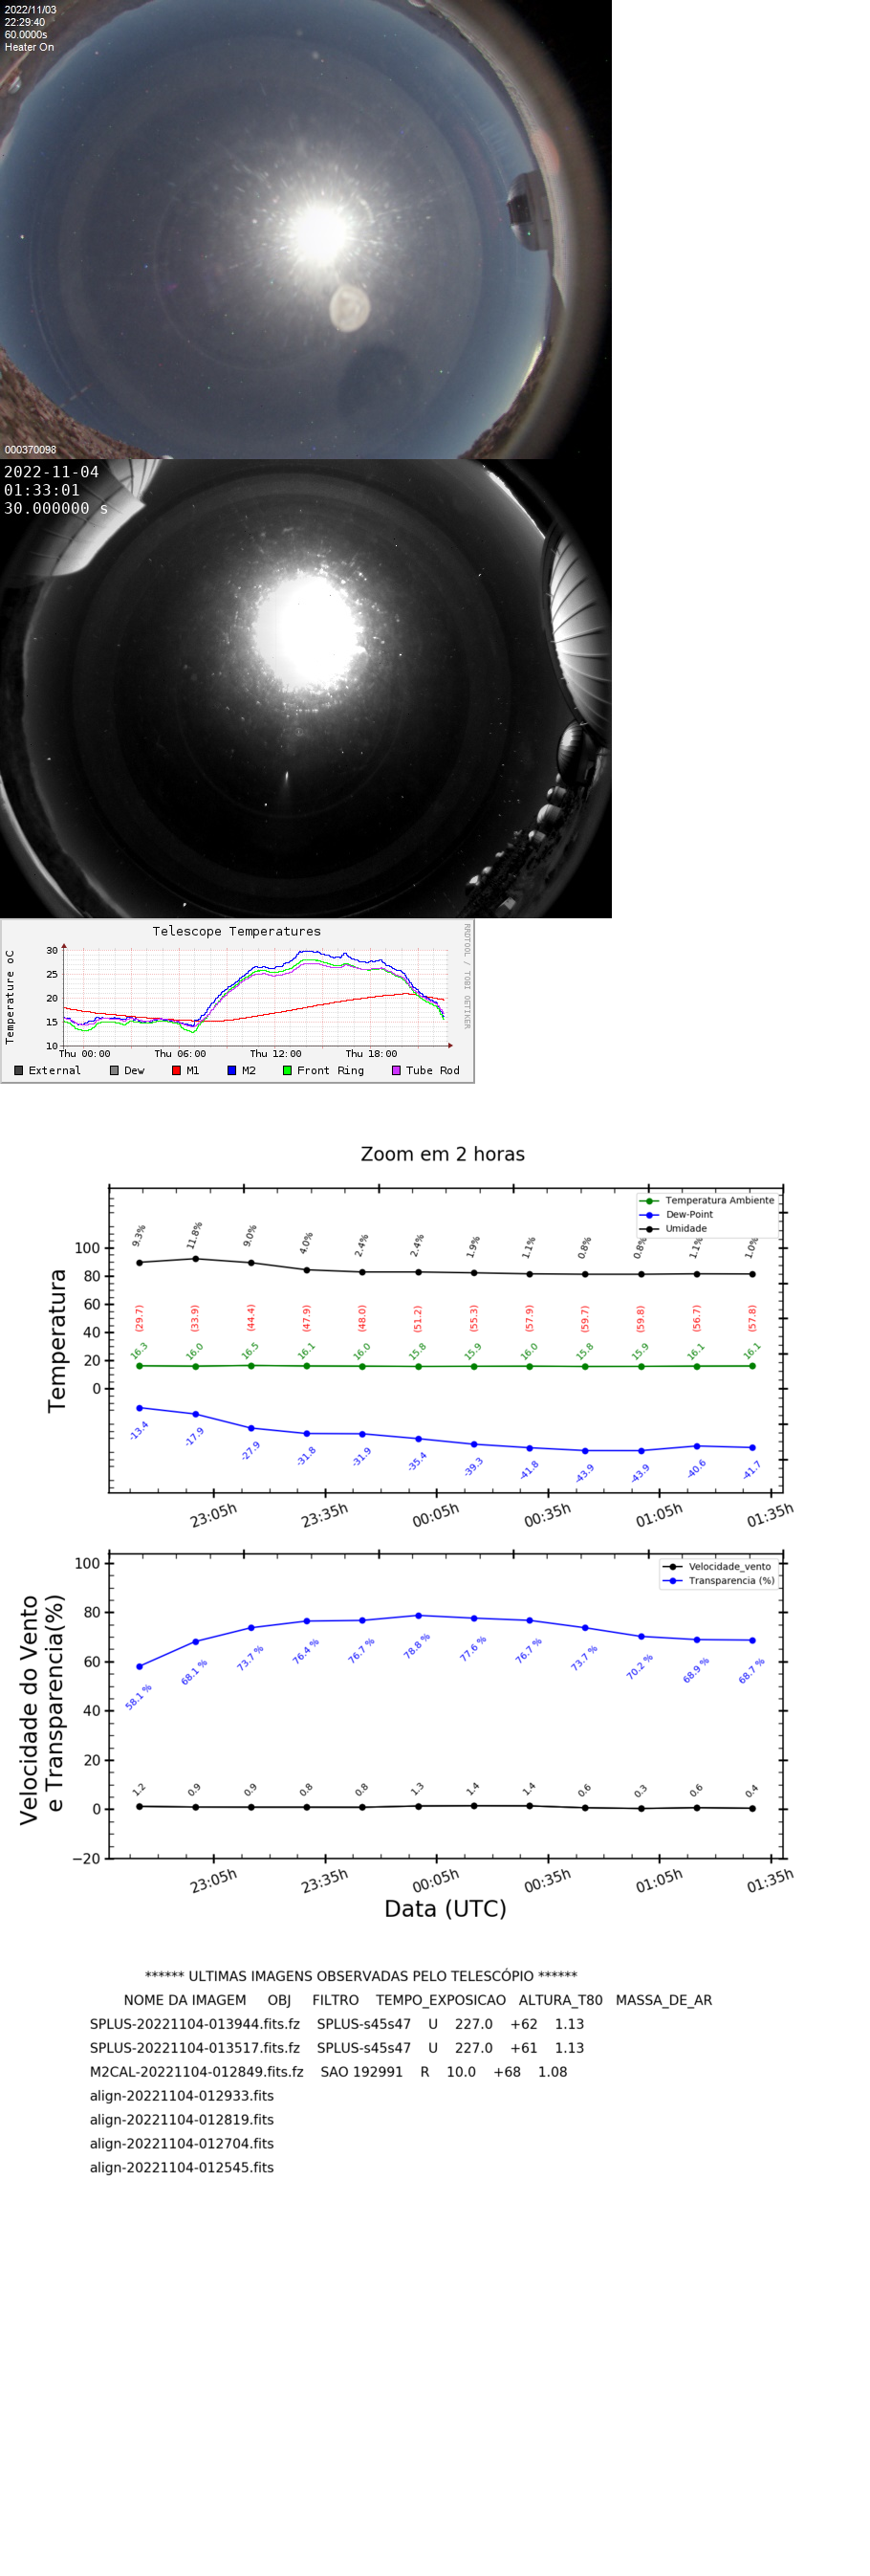 2022/11/03
22:29:40
60.0000s
Heater On
000370098
2022-11-04
01:33:01
30.000000 s
Telescope Temperatures
RRDTOOL / TOBI OETIKER
Temperature oC
30
25
20
15
10
Thu 00:00 Thu 06:00 Thu 12:00 Thu 18:00
External Dew M1 M2 Front Ring Tube Rod
Zoom em 2 horas
Temperatura Ambiente
Dew-Point
Umidade
Temperatura
100
80
60
40
20
0
9.3% 11.8% 9.0% 4.0% 2.4% 2.4% 1.9% 1.1% 0.8% 0.8% 1.1% 1.0%
(29.7) (33.9) (44.4) (47.9) (48.0) (51.2) (55.3) (57.9) (59.7) (59.8) (56.7) (57.8)
16.3 16.0 16.5 16.1 16.0 15.8 15.9 16.0 15.8 15.9 16.1 16.1
-13.4 -17.9 -27.9 -31.8 -31.9 -35.4 -39.3 -41.8 -43.9 -43.9 -40.6 -41.7
23:05h 23:35h 00:05h 00:35h 01:05h 01:35h
Velocidade_vento
Transparencia (%)
Velocidade do Vento
e Transparencia(%)
100
80
60
40
20
0
−20
58.1 % 68.1 % 73.7 % 76.4 % 76.7 % 78.8 % 77.6 % 76.7 % 73.7 % 70.2 % 68.9 % 68.7 %
1.2 0.9 0.9 0.8 0.8 1.3 1.4 1.4 0.6 0.3 0.6 0.4
23:05h 23:35h 00:05h 00:35h 01:05h 01:35h
Data (UTC)
****** ULTIMAS IMAGENS OBSERVADAS PELO TELESCÓPIO ******
NOME DA IMAGEM OBJ FILTRO TEMPO_EXPOSICAO ALTURA_T80 MASSA_DE_AR
SPLUS-20221104-013944.fits.fz SPLUS-s45s47 U 227.0 +62 1.13
SPLUS-20221104-013517.fits.fz SPLUS-s45s47 U 227.0 +61 1.13
M2CAL-20221104-012849.fits.fz SAO 192991 R 10.0 +68 1.08
align-20221104-012933.fits
align-20221104-012819.fits
align-20221104-012704.fits
align-20221104-012545.fits